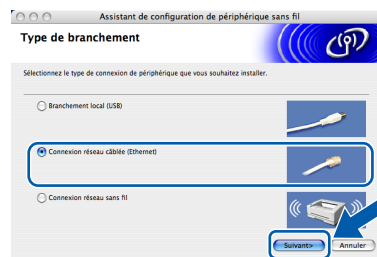 Assistant de configuration de périphérique sans fil
Type de branchement
Sélectionnez le type de connexion de périphérique que vous souhaitez installer.
Branchement local (USB)
Connexion réseau câblée (Ethernet)
Connexion réseau sans fil
Suivant>
Annuler